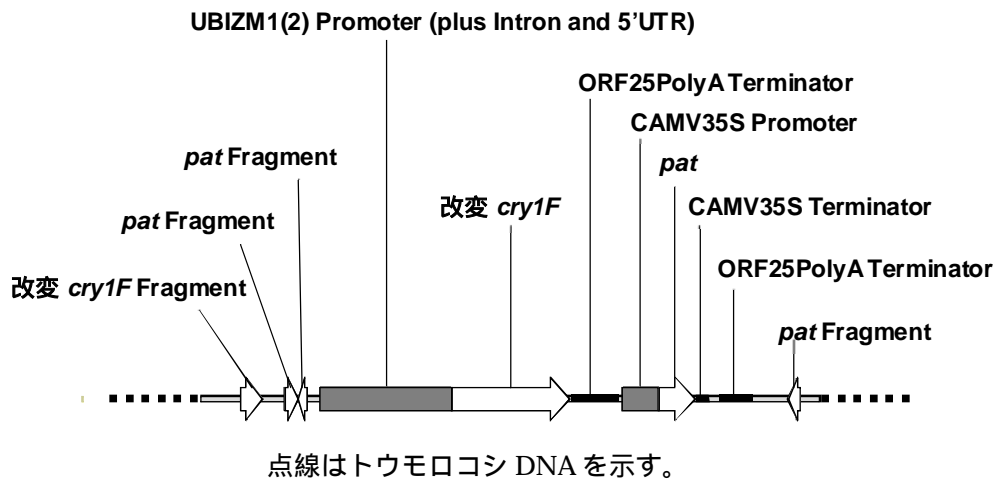 UBIZM1(2) Promoter (plus Intron and 5’UTR)
ORF25PolyA Terminator
CAMV35S Promoter
pat Fragment
pat
改変 cry1F
CAMV35S Terminator
pat Fragment
ORF25PolyA Terminator
改変 cry1F Fragment
pat Fragment
点線はトウモロコシ DNA を示す。